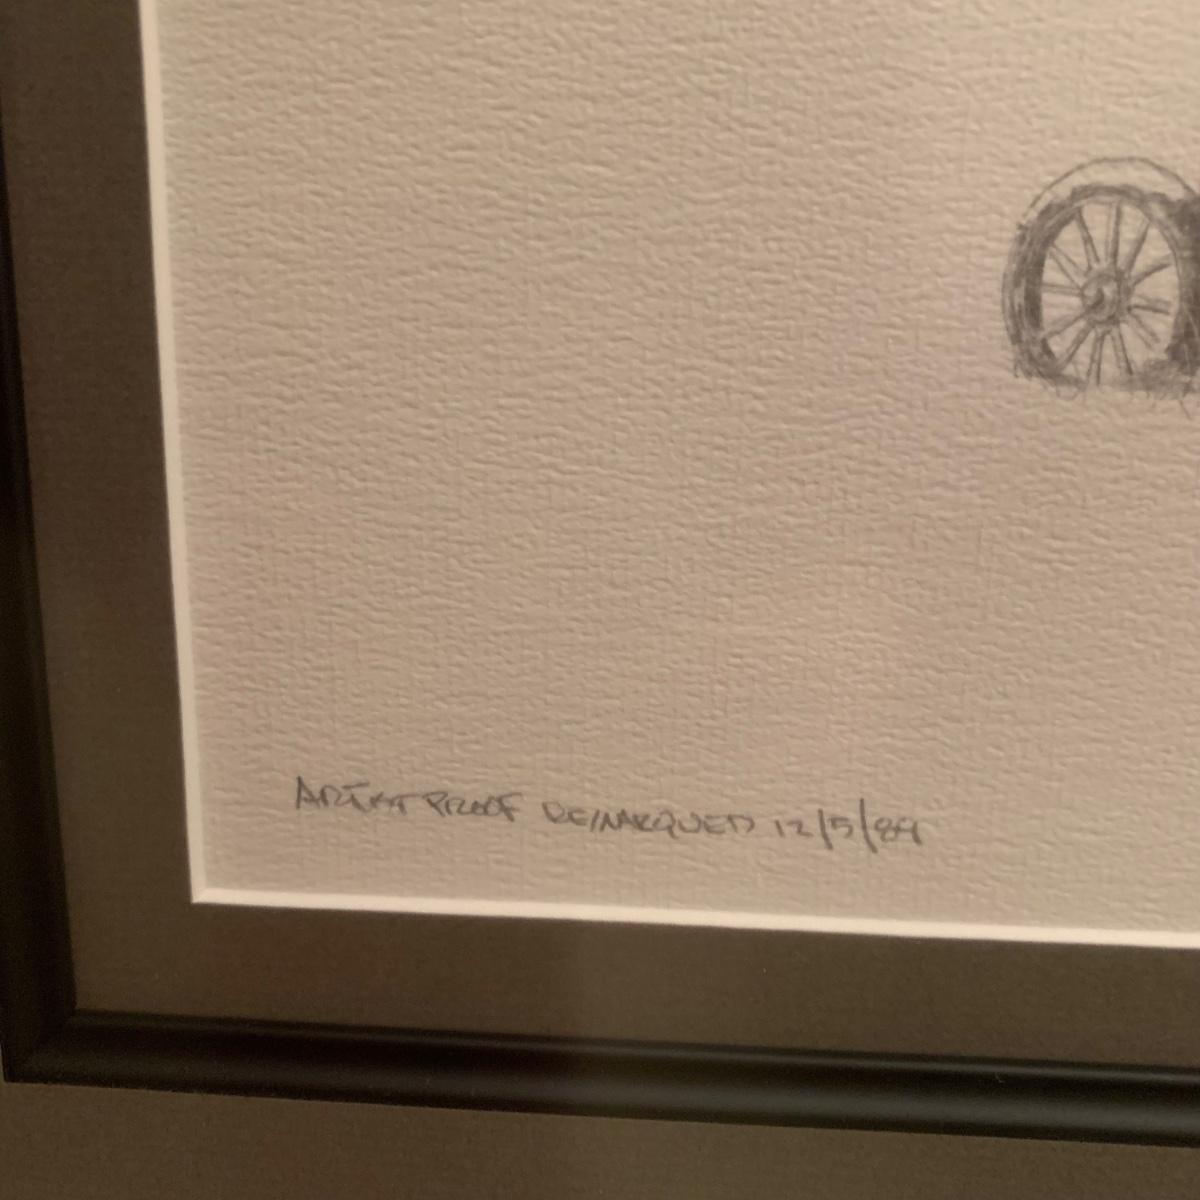 ARTIST PROOF REMARQUED 12/5/89